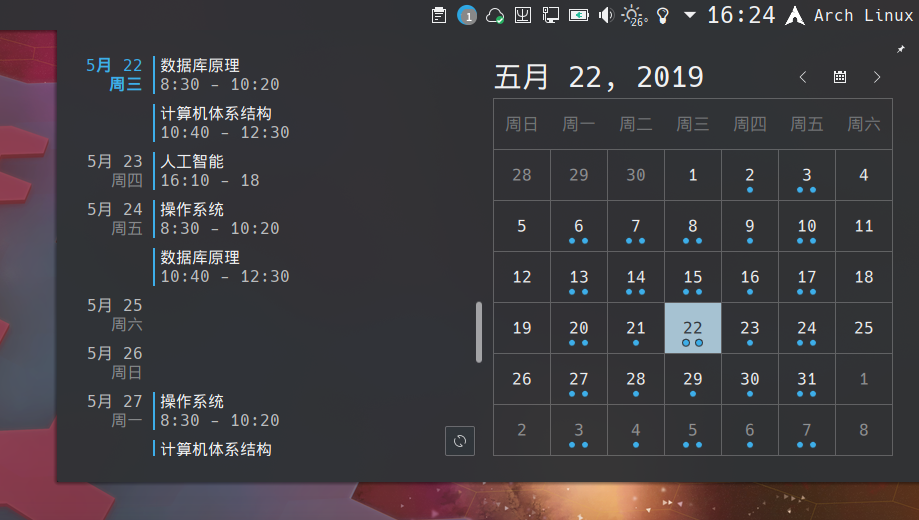 1 26° 16:24 Arch Linux
5月 22 数据库原理
周三 8:30 – 10:20
计算机体系结构
10:40 – 12:30
5月 23 人工智能
周四 16:10 – 18
5月 24 操作系统
周五 8:30 – 10:20
数据库原理
10:40 – 12:30
5月 25
周六
5月 26
周日
5月 27 操作系统
周一 8:30 – 10:20
计算机体系结构
五月 22, 2019
周日 周一 周二 周三 周四 周五 周六
28 29 30 1 2 3 4
5 6 7 8 9 10 11
12 13 14 15 16 17 18
19 20 21 22 23 24 25
26 27 28 29 30 31 1
2 3 4 5 6 7 8